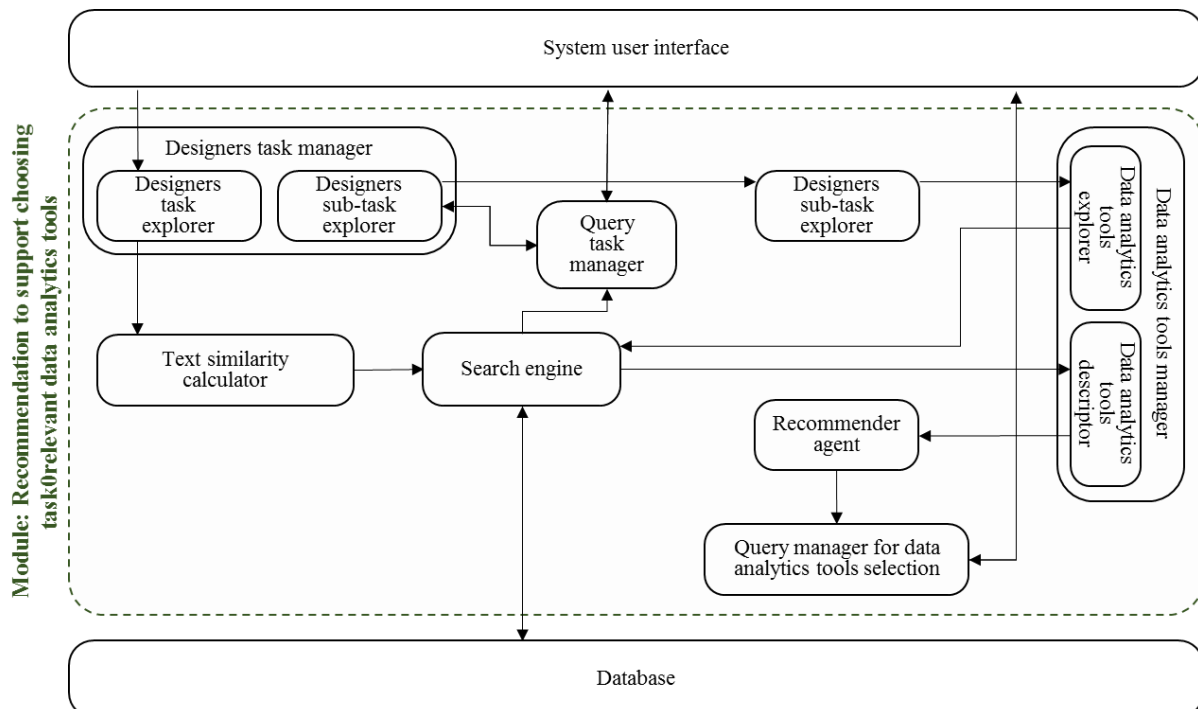 System user interface
Module: Recommendation to support choosing
task0relevant data analytics tools
Designers task manager
Designers
task
explorer
Designers
sub-task
explorer
Query
task
manager
Designers
sub-task
explorer
Data analytics
tools
explorer
Data analytics tools manager
Text similarity
calculator
Search engine
Data analytics
tools
descriptor
Recommender
agent
Query manager for data
analytics tools selection
Database